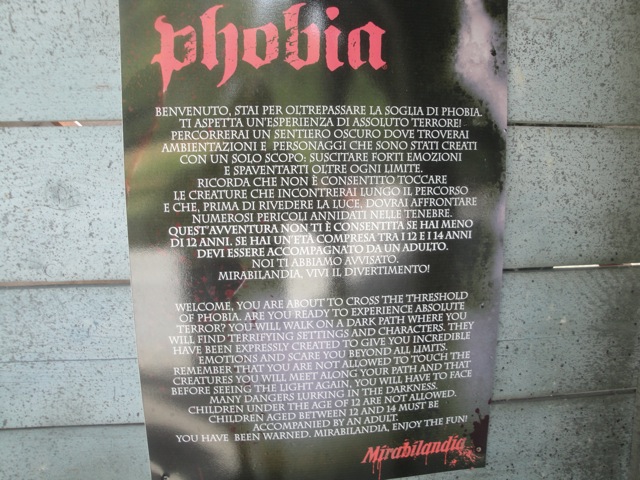 phobia
BENVENUTO, STAI PER OLTREPASSARE LA SOGLIA DI PHOBIA.
TI ASPETTA UN'ESPERIENZA DI ASSOLUTO TERRORE!
PERCORRERAI UN SENTIERO OSCURO DOVE TROVERAI
AMBIENTAZIONI E PERSONAGGI CHE SONO STATI CREATI
CON UN SOLO SCOPO: SUSCITARE FORTI EMOZIONI
E SPAVENTARTI OLTRE OGNI LIMITE.
RICORDA CHE NON È CONSENTITO TOCCARE
LE CREATURE CHE INCONTRERAI LUNGO IL PERCORSO
E CHE, PRIMA DI RIVEDERE LA LUCE, DOVRAI AFFRONTARE
NUMEROSI PERICOLI ANNIDATI NELLE TENEBRE.
QUEST'AVVENTURA NON TI È CONSENTITA SE HAI MENO
DI 12 ANNI. SE HAI UN'ETÀ COMPRESA TRA I 12 E I 14 ANNI
DEVI ESSERE ACCOMPAGNATO DA UN ADULTO.
NOI TI ABBIAMO AVVISATO.
MIRABILANDIA, VIVI IL DIVERTIMENTO!
WELCOME, YOU ARE ABOUT TO CROSS THE THRESHOLD
OF PHOBIA. ARE YOU READY TO EXPERIENCE ABSOLUTE
TERROR? YOU WILL WALK ON A DARK PATH WHERE YOU
WILL FIND TERRIFYING SETTINGS AND CHARACTERS. THEY
HAVE BEEN EXPRESSLY CREATED TO GIVE YOU INCREDIBLE
EMOTIONS AND SCARE YOU BEYOND ALL LIMITS.
REMEMBER THAT YOU ARE NOT ALLOWED TO TOUCH THE
CREATURES YOU WILL MEET ALONG YOUR PATH AND THAT
BEFORE SEEING THE LIGHT AGAIN, YOU WILL HAVE TO FACE
MANY DANGERS LURKING IN THE DARKNESS.
CHILDREN UNDER THE AGE OF 12 ARE NOT ALLOWED.
CHILDREN AGED BETWEEN 12 AND 14 MUST BE
ACCOMPANIED BY AN ADULT.
YOU HAVE BEEN WARNED. MIRABILANDIA, ENJOY THE FUN!
Mirabilandia